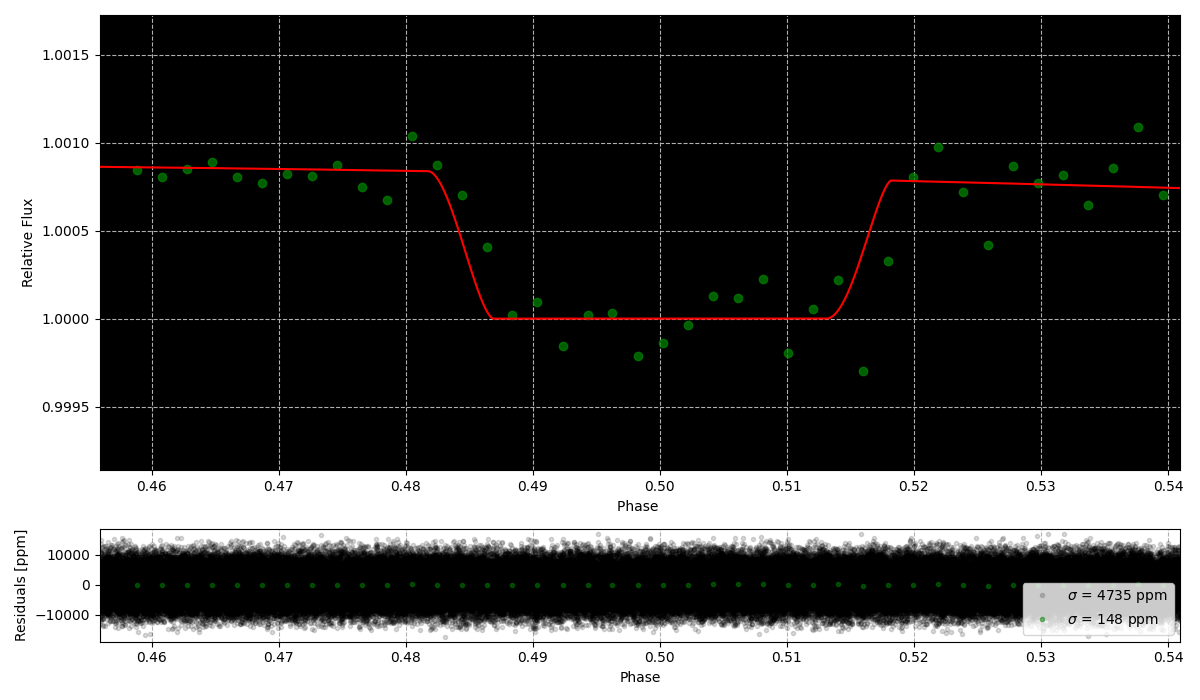 1.0015
1.0010
1.0005
1.0000
0.9995
Relative Flux
0.46 0.47 0.48 0.49 0.50 0.51 0.52 0.53 0.54
Phase
10000
0
−10000
Residuals [ppm]
σ = 4735 ppm
σ = 148 ppm
0.46 0.47 0.48 0.49 0.50 0.51 0.52 0.53 0.54
Phase